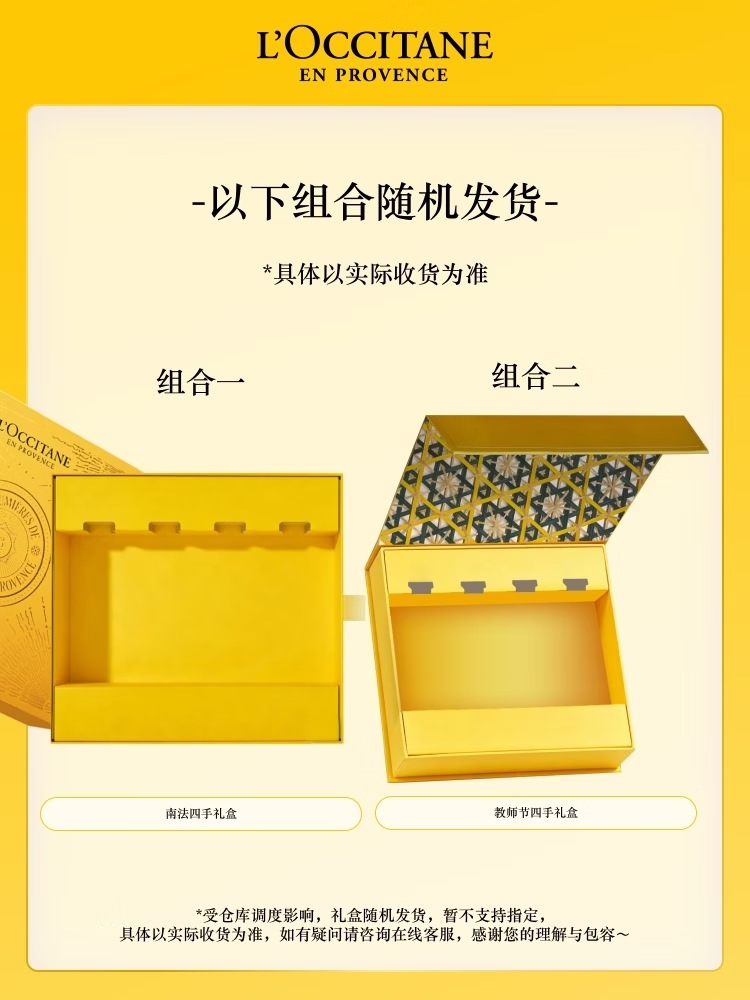 L'OCCITANE
EN PROVENCE
-以下组合随机发货-
*具体以实际收货为准
组合一
组合二
L'OCCITANE
EN PROVENCE
LUMIÈRES DE
PROVENCE
南法四手礼盒
教师节四手礼盒
*受仓库调度影响，礼盒随机发货，暂不支持指定，
具体以实际收货为准，如有疑问请咨询在线客服，感谢您的理解与包容～